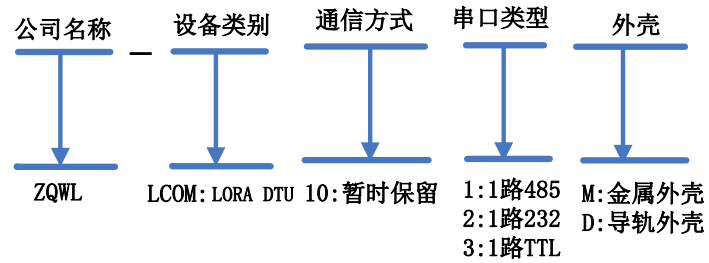 公司名称 — 设备类别 通信方式 串口类型 外壳
ZQWL LCOM:LORA DTU 10:暂时保留 1:1路485 M:金属外壳
2:1路232 D:导轨外壳
3:1路TTL